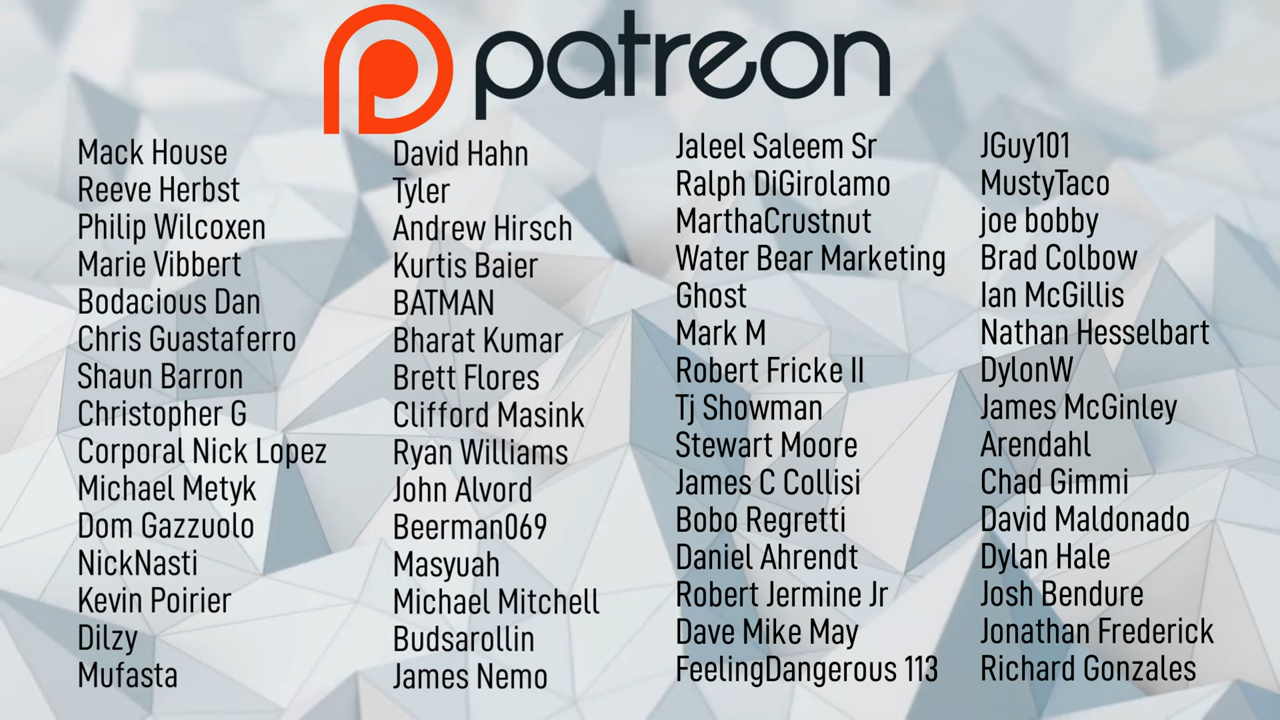 patreon
Mack House
Reeve Herbst
Philip Wilcoxen
Marie Vibbert
Bodacious Dan
Chris Guastaferro
Shaun Barron
Christopher G
Corporal Nick Lopez
Michael Metyk
Dom Gazzuolo
NickNasti
Kevin Poirier
Dilzy
Mufasta
David Hahn
Tyler
Andrew Hirsch
Kurtis Baier
BATMAN
Bharat Kumar
Brett Flores
Clifford Masink
Ryan Williams
John Alvord
Beerman069
Masyuah
Michael Mitchell
Budsarollin
James Nemo
Jaleel Saleem Sr
Ralph DiGirolamo
MarthaCrustnut
Water Bear Marketing
Ghost
Mark M
Robert Fricke II
Tj Showman
Stewart Moore
James C Collisi
Bobo Regretti
Daniel Ahrendt
Robert Jermine Jr
Dave Mike May
FeelingDangerous 113
JGuy101
MustyTaco
joe bobby
Brad Colbow
Ian McGillis
Nathan Hesselbart
DylonW
James McGinley
Arendahl
Chad Gimmi
David Maldonado
Dylan Hale
Josh Bendure
Jonathan Frederick
Richard Gonzales